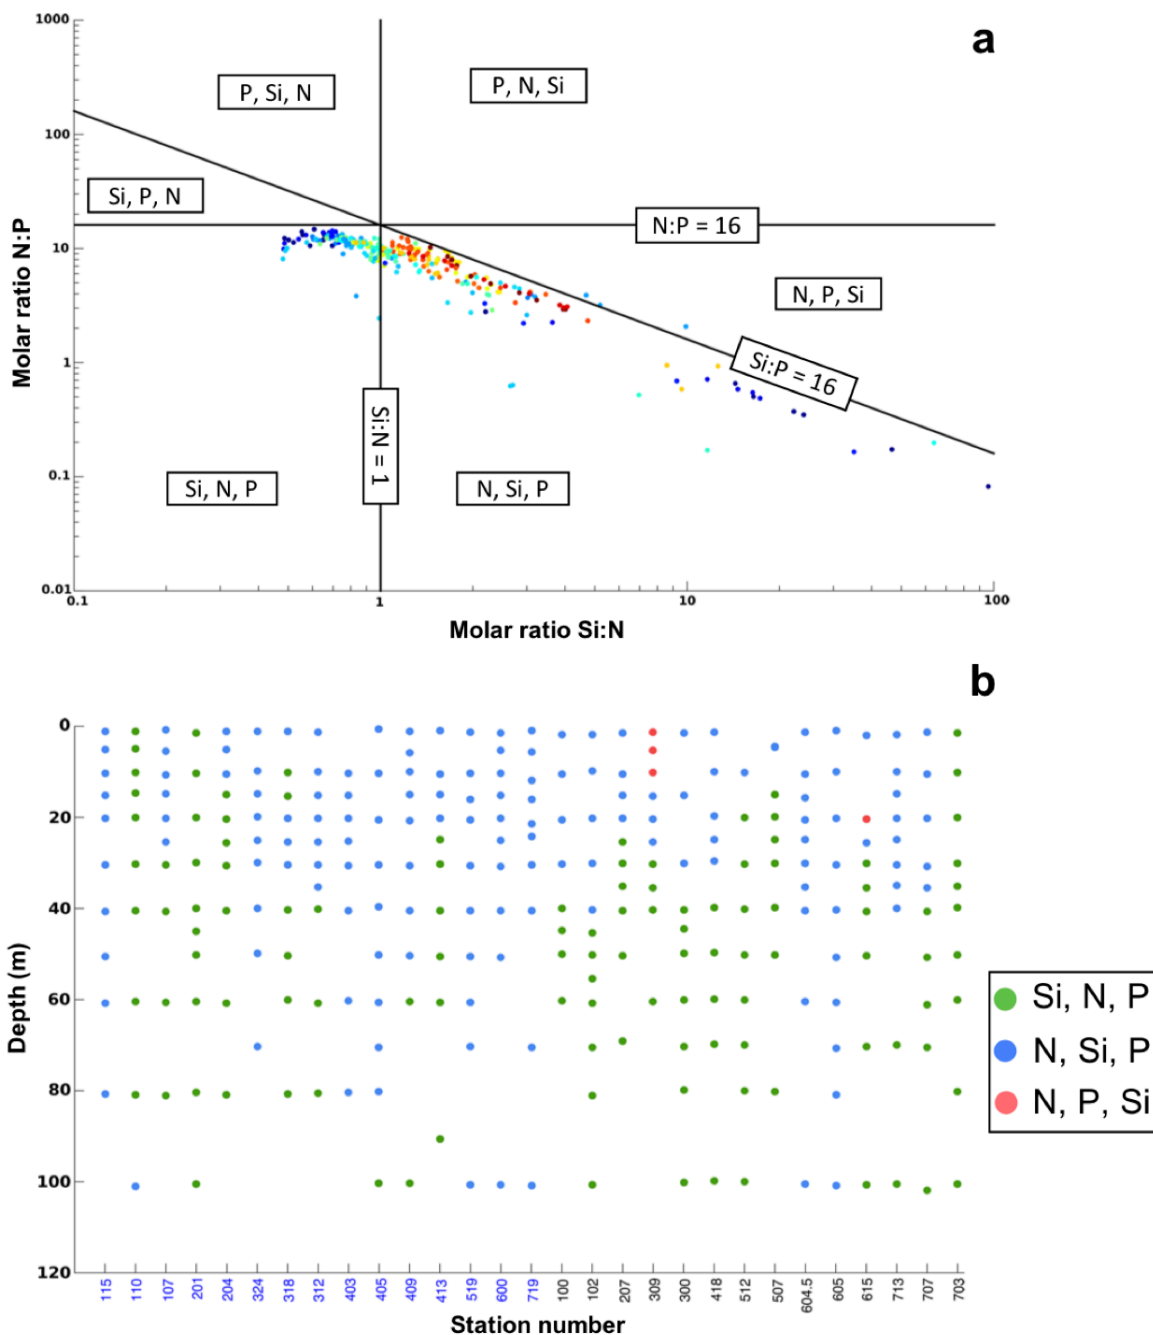 a
1000
100
10
1
0.1
0.01
Molar ratio N:P
P, Si, N
P, N, Si
Si, P, N
N:P = 16
N, P, Si
Si:P = 16
Si:N = 1
Si, N, P
N, Si, P
0.1
1
10
100
Molar ratio Si:N
b
0
20
40
60
80
100
120
Depth (m)
Si, N, P
N, Si, P
N, P, Si
115 110 107 201 204 324 318 312 403 405 409 413 519 600 719 100 102 207 309 300 418 512 507 604.5 605 615 713 707 703
Station number